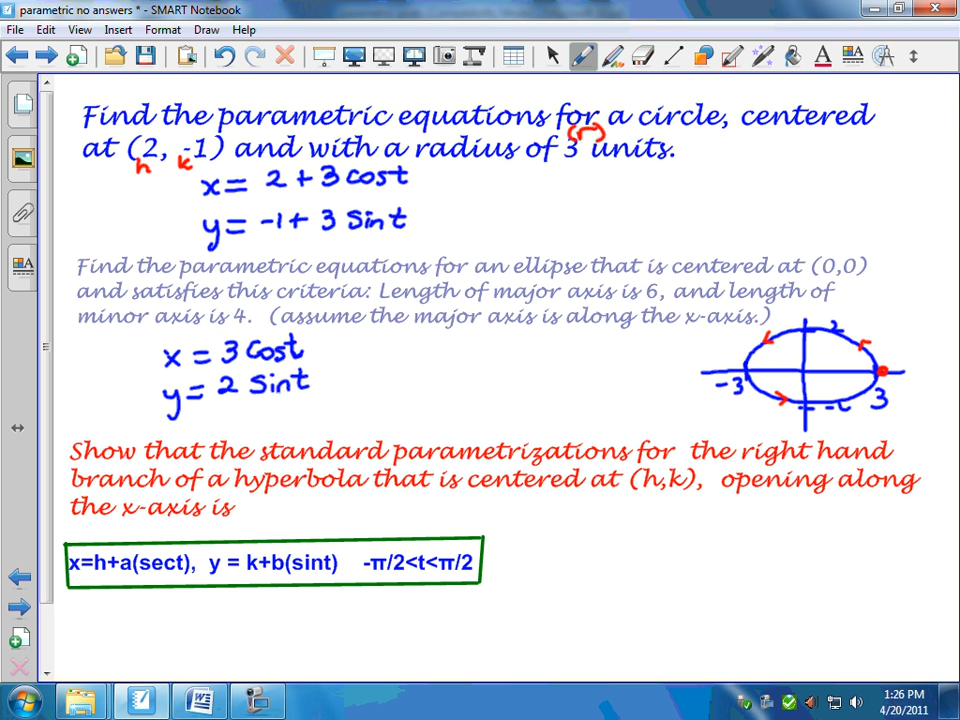 parametric no answers * - SMART Notebook
File Edit View Insert Format Draw Help
Find the parametric equations for a circle, centered
at (2, -1) and with a radius of 3 units.
h k
x = 2 + 3 cost
y = -1 + 3 Sint
Find the parametric equations for an ellipse that is centered at (0,0)
and satisfies this criteria: Length of major axis is 6, and length of
minor axis is 4. (assume the major axis is along the x-axis.)
x = 3 Cost
y = 2 Sint
2
-3
-2
3
Show that the standard parametrizations for the right hand
branch of a hyperbola that is centered at (h,k), opening along
the x-axis is
x=h+a(sect), y = k+b(sint) -π/2<t<π/2
1:26 PM
4/20/2011